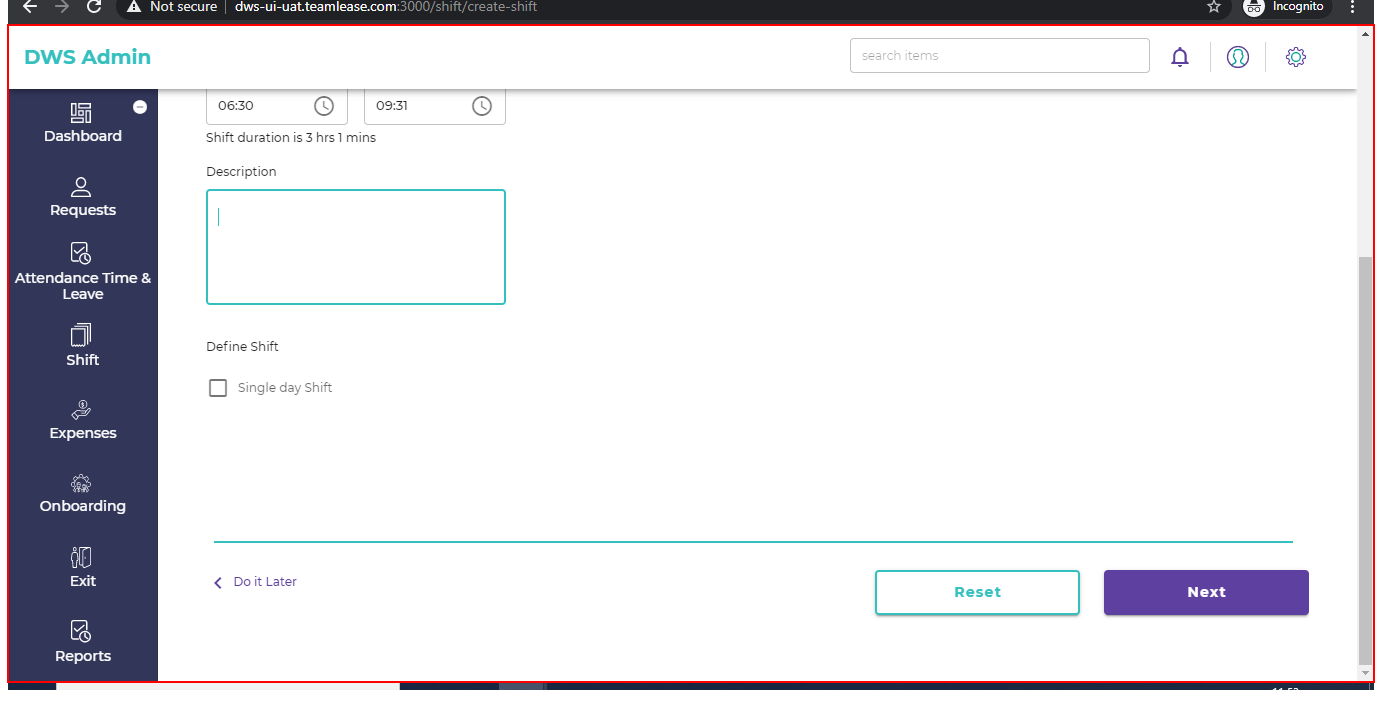 Not secure | dws-ui-uat.teamlease.com:3000/shift/create-shift
Incognito
DWS Admin
search items
Dashboard
Requests
Attendance Time &
Leave
Shift
Expenses
Onboarding
Exit
Reports
06:30
09:31
Shift duration is 3 hrs 1 mins
Description
Define Shift
Single day Shift
Do it Later
Reset
Next